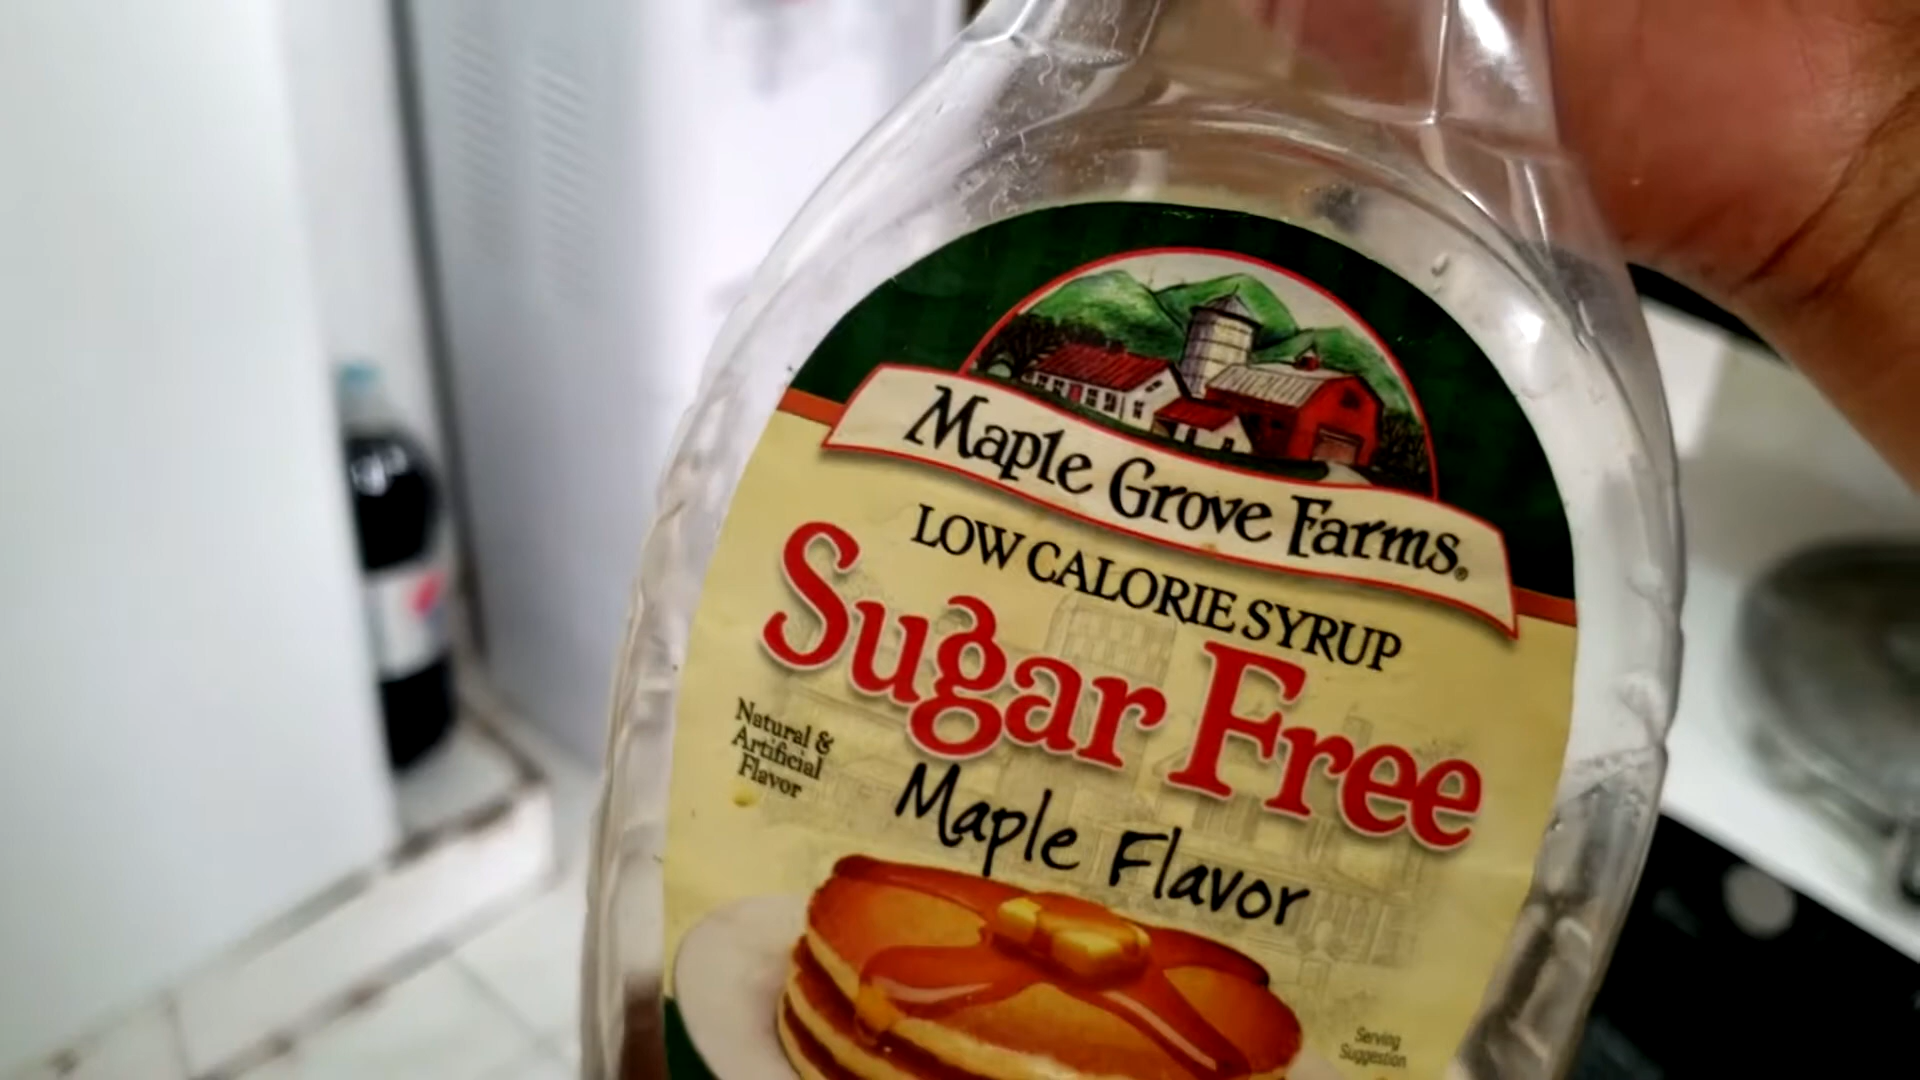 Maple Grove Farms®
LOW CALORIE SYRUP
Sugar Free
Natural &
Artificial
Flavor
Maple Flavor
Serving
Suggestion